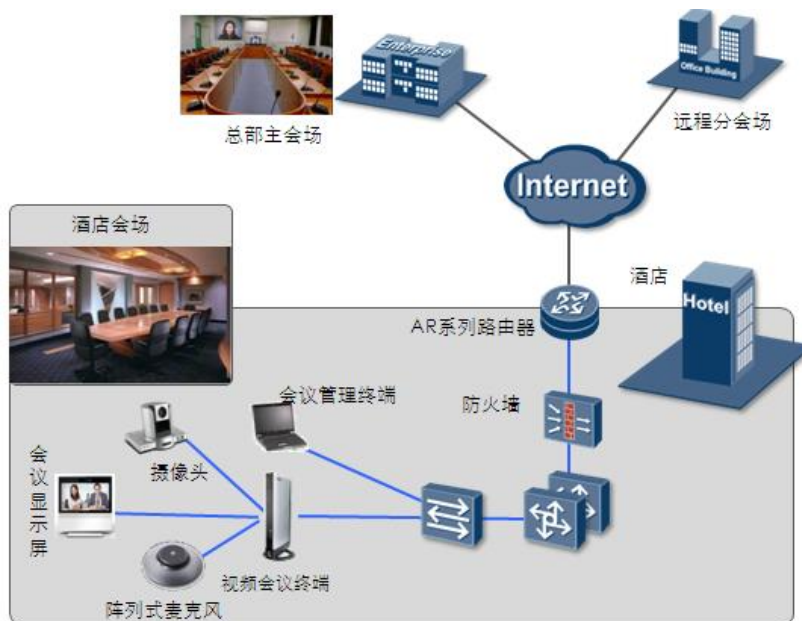 Enterprise
Office Building
总部主会场
远程分会场
Internet
酒店会场
酒店
Hotel
AR系列路由器
会议管理终端
防火墙
摄像头
会议显示屏
视频会议终端
阵列式麦克风